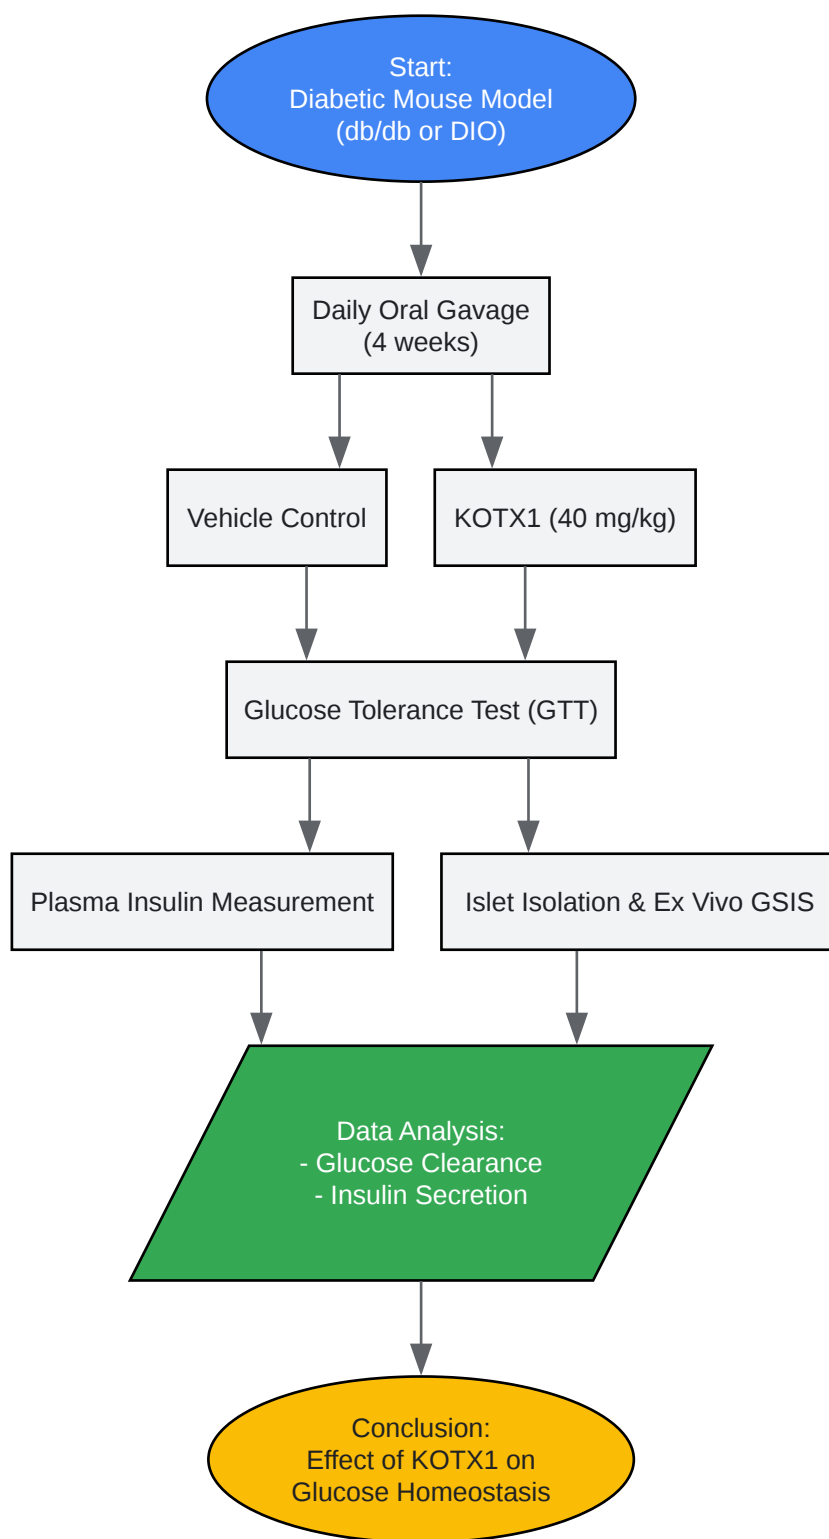 Start:
Diabetic Mouse Model
(db/db or DIO)
Daily Oral Gavage
(4 weeks)
Vehicle Control
KOTX1 (40 mg/kg)
Glucose Tolerance Test (GTT)
Plasma Insulin Measurement
Islet Isolation & Ex Vivo GSIS
Data Analysis:
- Glucose Clearance
- Insulin Secretion
Conclusion:
Effect of KOTX1 on
Glucose Homeostasis